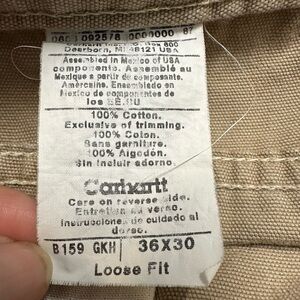 0601 092578 0000000 87
Dearborn, MI 48121 USA
Assembled in Mexico of USA
components. Assemblé au
Mexique a partir de composants
Américains. Ensamblado en
Mexico de componentes de
los EE.UU
100% Cotton.
Exclusive of trimming.
100% Coton.
Sans garniture.
100% Algodón.
Sin incluir adorno.
Carhartt
Care on reverse side.
Entretien au verso.
Instrucciones de cuidado al
dorso.
B159 GKH 36X30
Loose Fit